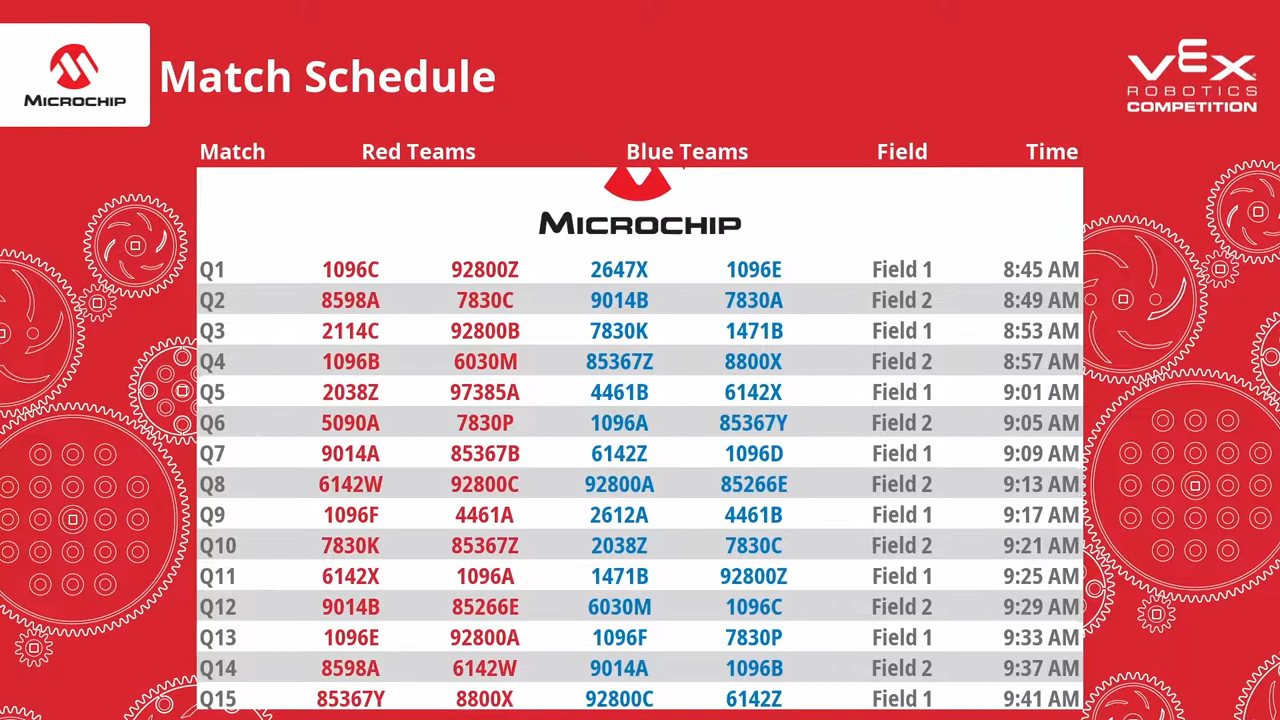 MICROCHIP
Match Schedule
VEX
ROBOTICS
COMPETITION
Match Red Teams Blue Teams Field Time
MICROCHIP
Q1 1096C 92800Z 2647X 1096E Field 1 8:45 AM
Q2 8598A 7830C 9014B 7830A Field 2 8:49 AM
Q3 2114C 92800B 7830K 1471B Field 1 8:53 AM
Q4 1096B 6030M 85367Z 8800X Field 2 8:57 AM
Q5 2038Z 97385A 4461B 6142X Field 1 9:01 AM
Q6 5090A 7830P 1096A 85367Y Field 2 9:05 AM
Q7 9014A 85367B 6142Z 1096D Field 1 9:09 AM
Q8 6142W 92800C 92800A 85266E Field 2 9:13 AM
Q9 1096F 4461A 2612A 4461B Field 1 9:17 AM
Q10 7830K 85367Z 2038Z 7830C Field 2 9:21 AM
Q11 6142X 1096A 1471B 92800Z Field 1 9:25 AM
Q12 9014B 85266E 6030M 1096C Field 2 9:29 AM
Q13 1096E 92800A 1096F 7830P Field 1 9:33 AM
Q14 8598A 6142W 9014A 1096B Field 2 9:37 AM
Q15 85367Y 8800X 92800C 6142Z Field 1 9:41 AM